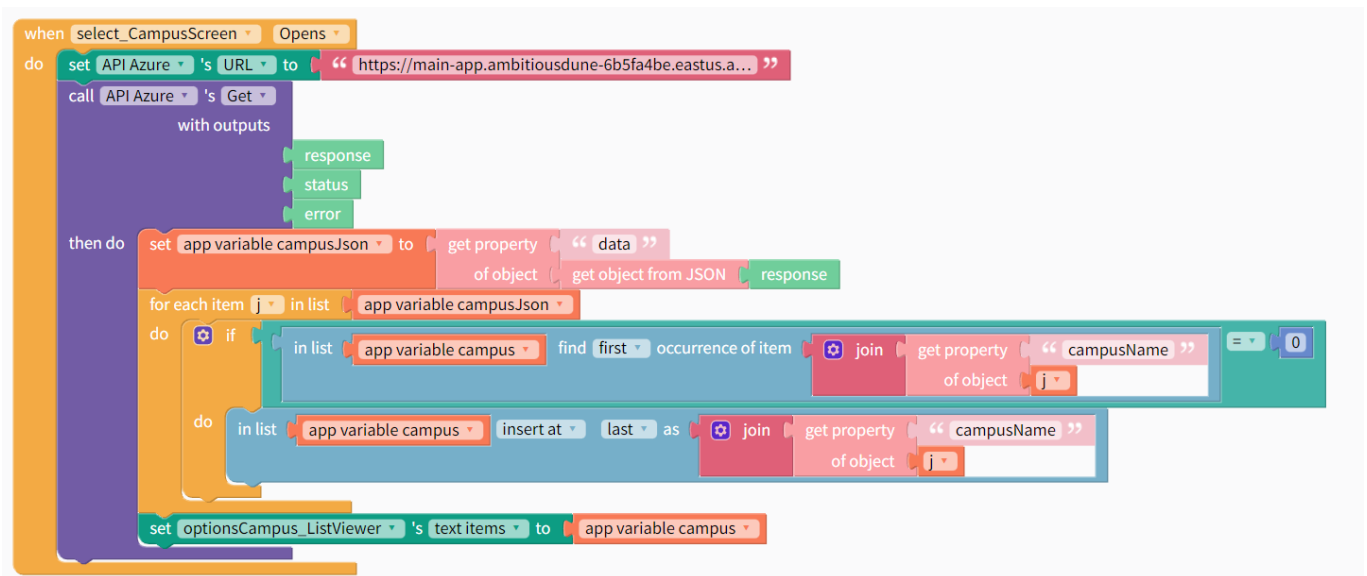 when select_CampusScreen Opens
do set API Azure 's URL to “ https://main-app.ambitiousdune-6b5fa4be.eastus.a... ”
call API Azure 's Get
with outputs
response
status
error
then do set app variable campusJson to get property “ data ”
of object get object from JSON response
for each item j in list app variable campusJson
do if in list app variable campus find first occurrence of item join get property “ campusName ” = 0
of object j
do in list app variable campus insert at last as join get property “ campusName ”
of object j
set optionsCampus_ListViewer 's text items to app variable campus